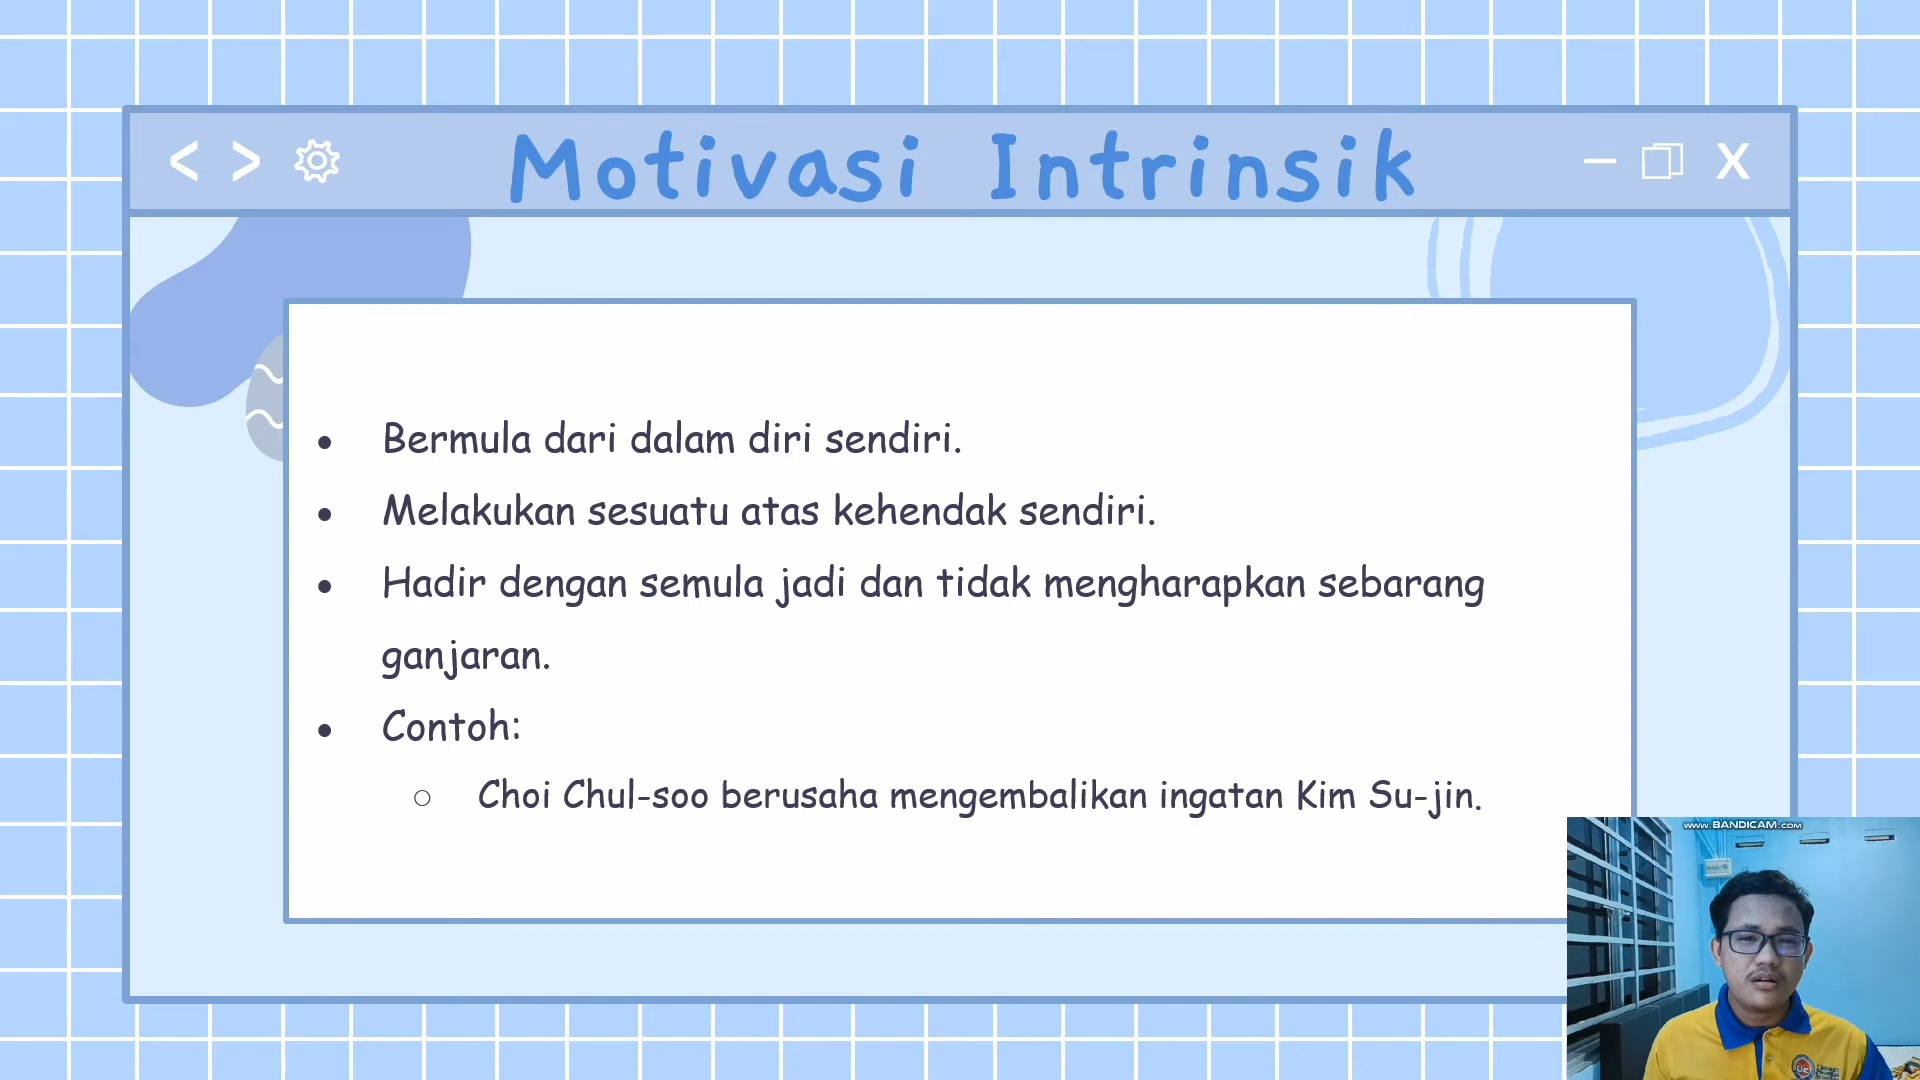 Motivasi Intrinsik
Bermula dari dalam diri sendiri.
Melakukan sesuatu atas kehendak sendiri.
Hadir dengan semula jadi dan tidak mengharapkan sebarang
ganjaran.
Contoh:
Choi Chul-soo berusaha mengembalikan ingatan Kim Su-jin.
www.BANDICAM.com